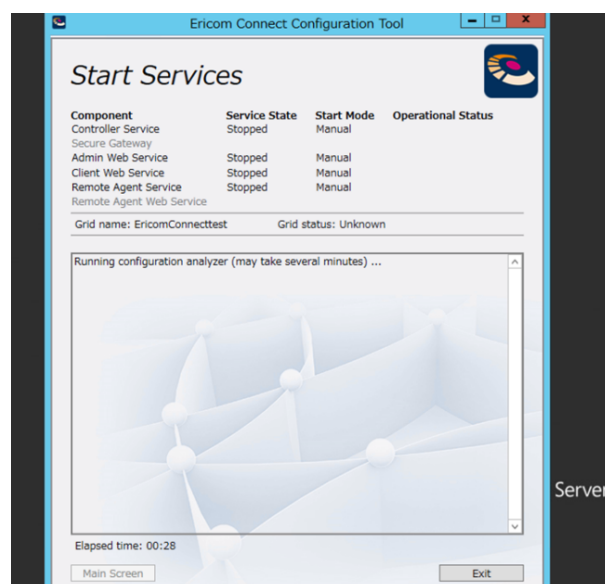 Ericom Connect Configuration Tool
Start Services
Component Service State Start Mode Operational Status
Controller Service Stopped Manual
Secure Gateway
Admin Web Service Stopped Manual
Client Web Service Stopped Manual
Remote Agent Service Stopped Manual
Remote Agent Web Service
Grid name: EricomConnecttest Grid status: Unknown
Running configuration analyzer (may take several minutes) ...
Server
Elapsed time: 00:28
Main Screen Exit